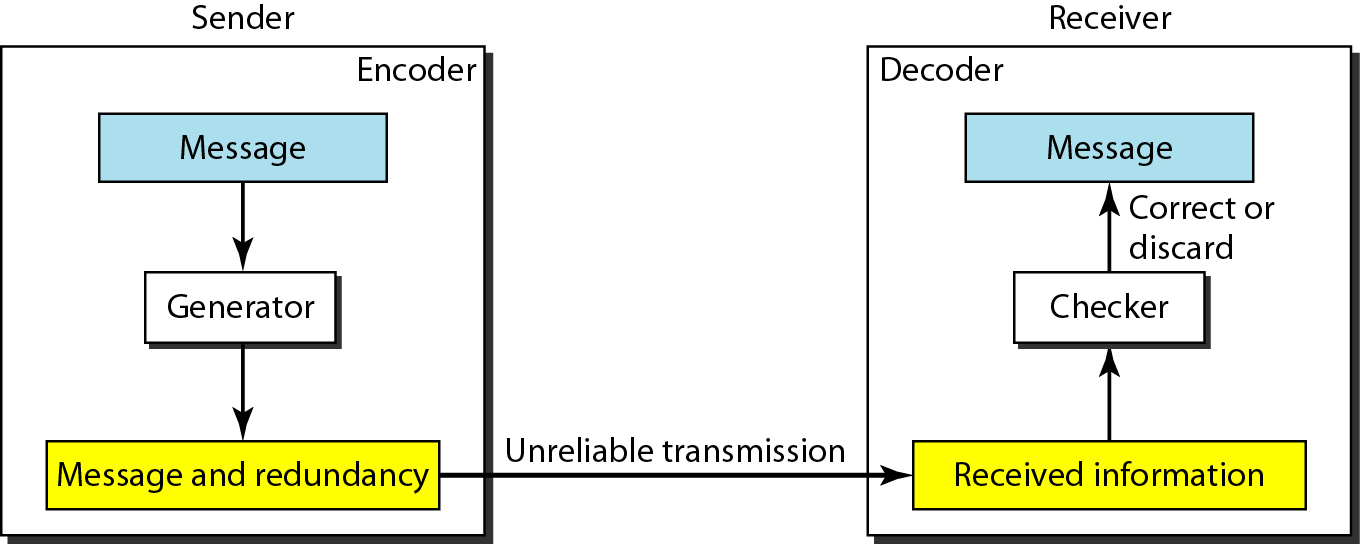 Sender
Encoder
Message
Generator
Message and redundancy
Unreliable transmission
Receiver
Decoder
Message
Correct or
discard
Checker
Received information